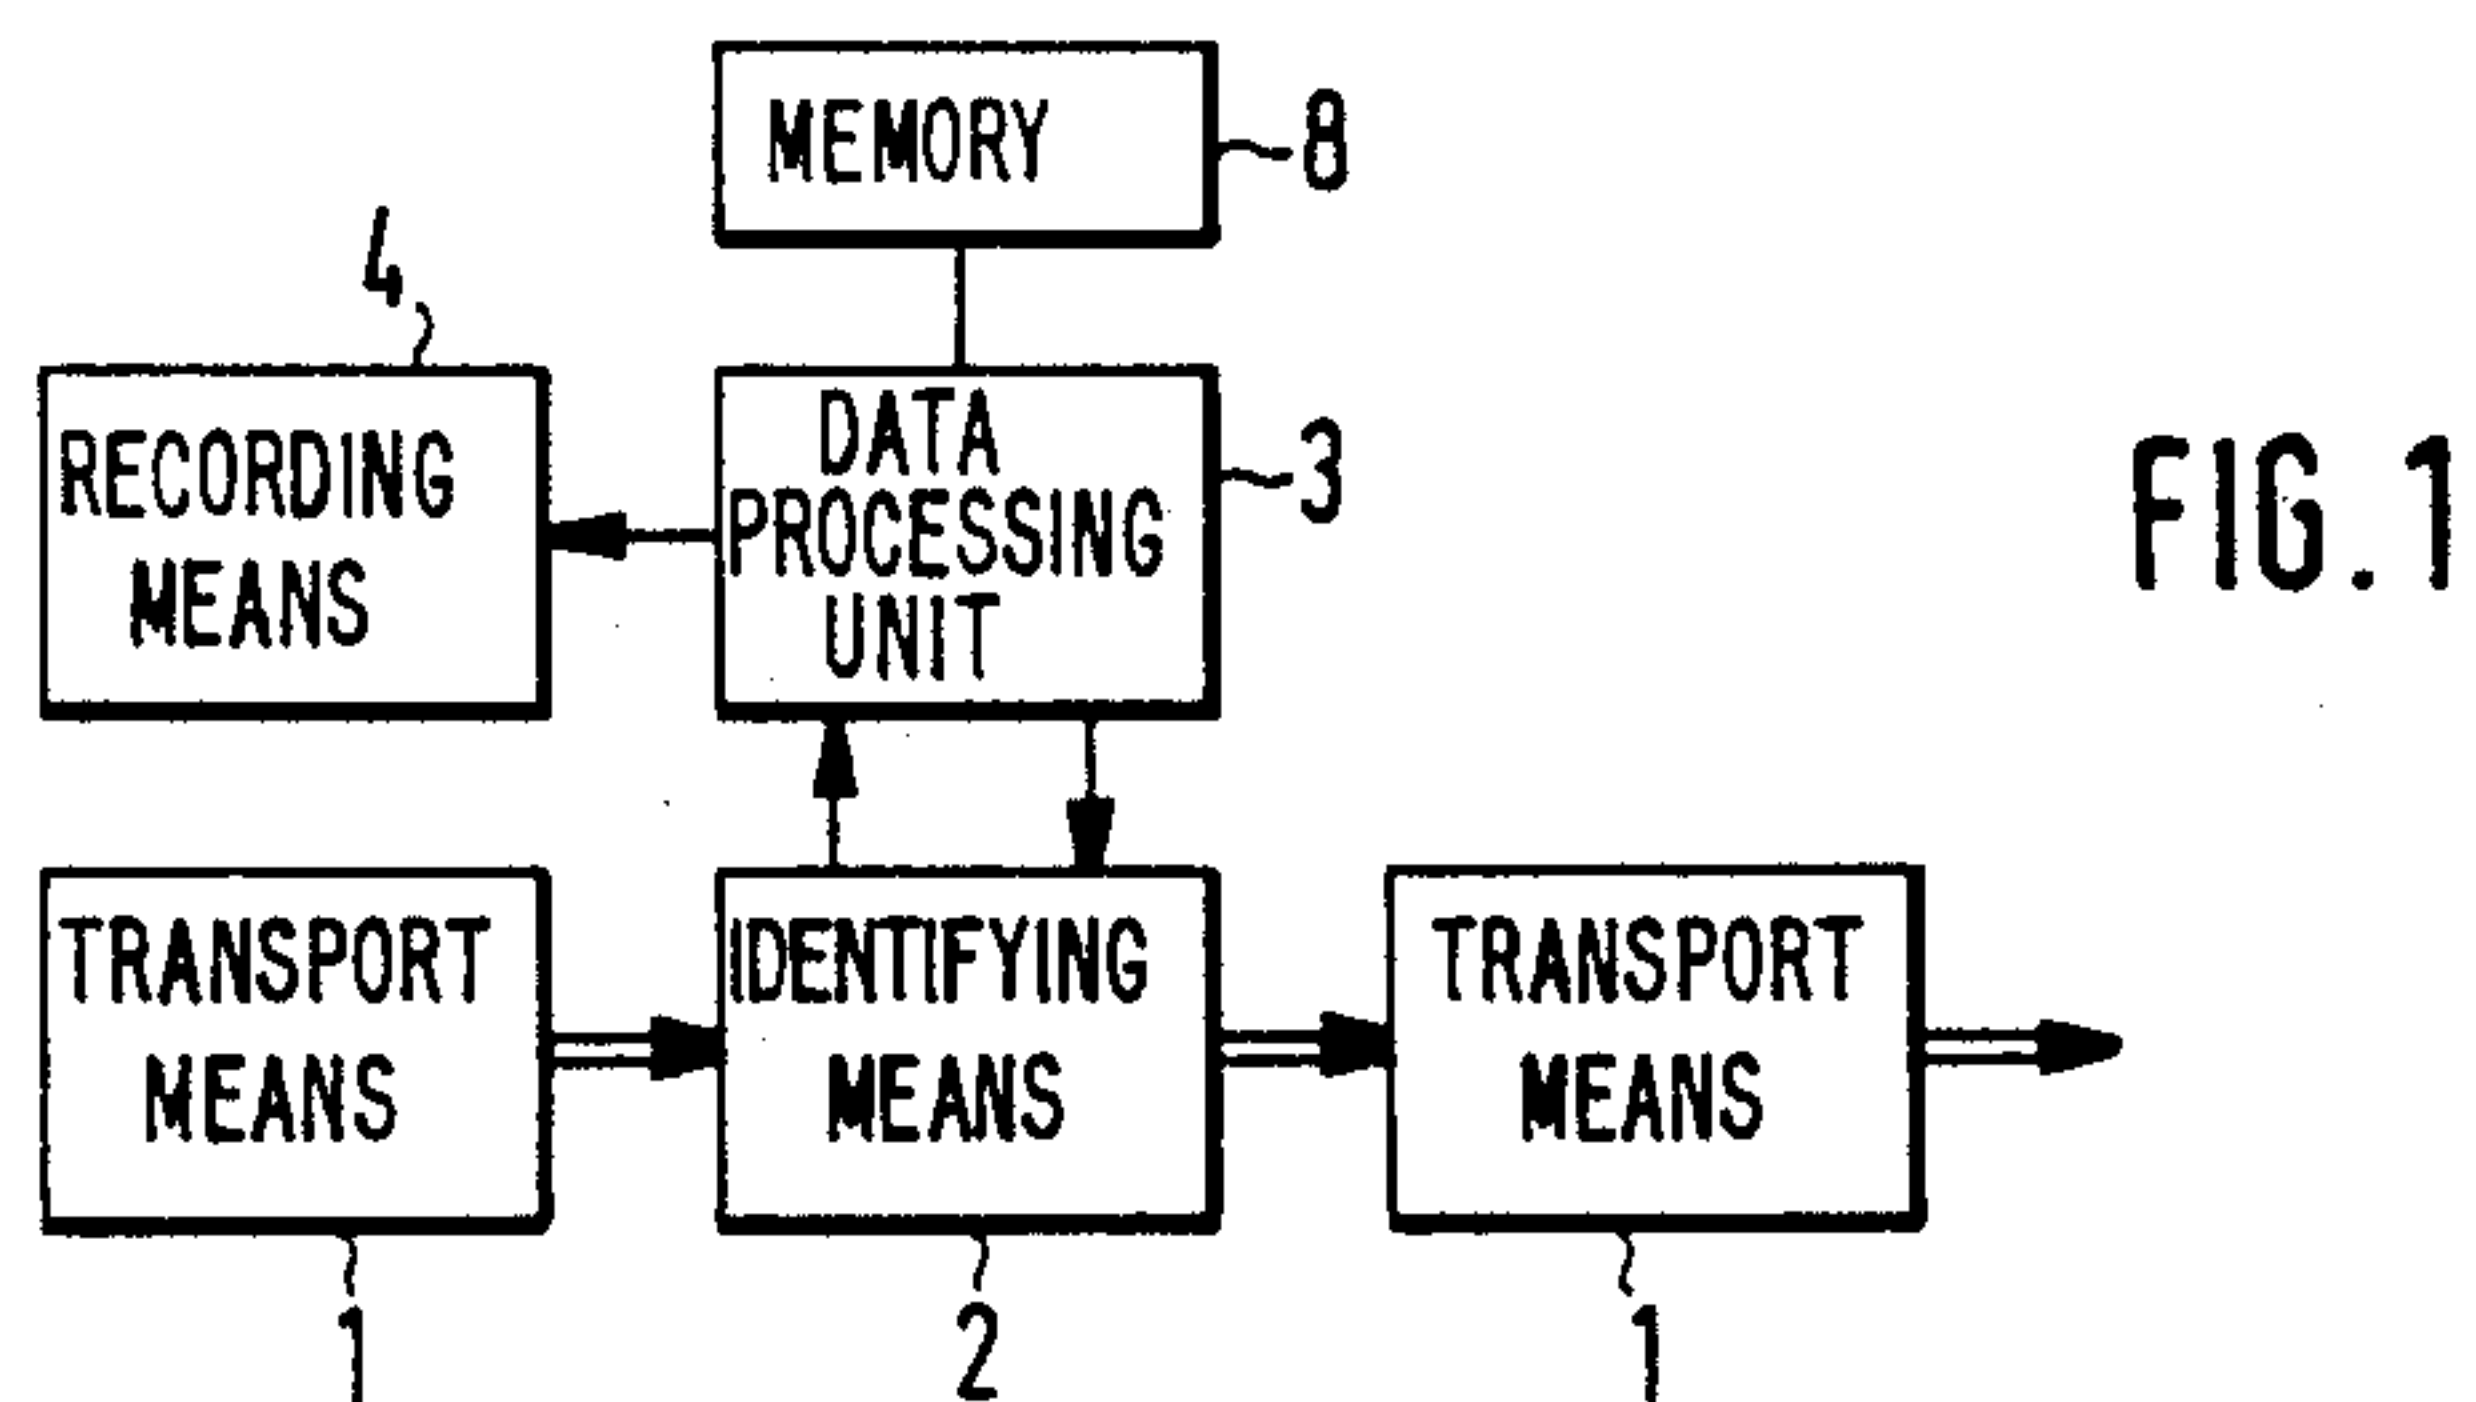 MEMORY
8
4
RECORDING
MEANS
DATA
PROCESSING
UNIT
3
FIG.1
TRANSPORT
MEANS
IDENTIFYING
MEANS
TRANSPORT
MEANS
1
2
1